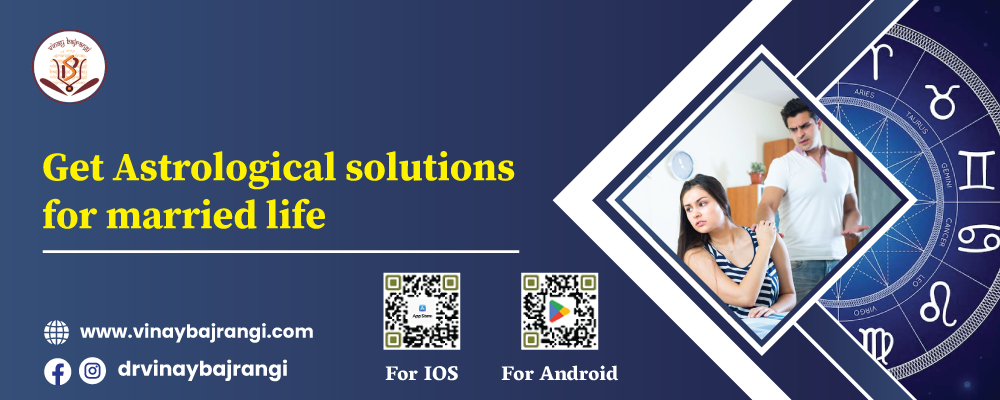 vinay bajrangi
Get Astrological solutions
for married life
www.vinaybajrangi.com
drvinaybajrangi
App Store
For IOS
For Android
ARIES
TAURUS
GEMINI
CANCER
LEO
VIRGO